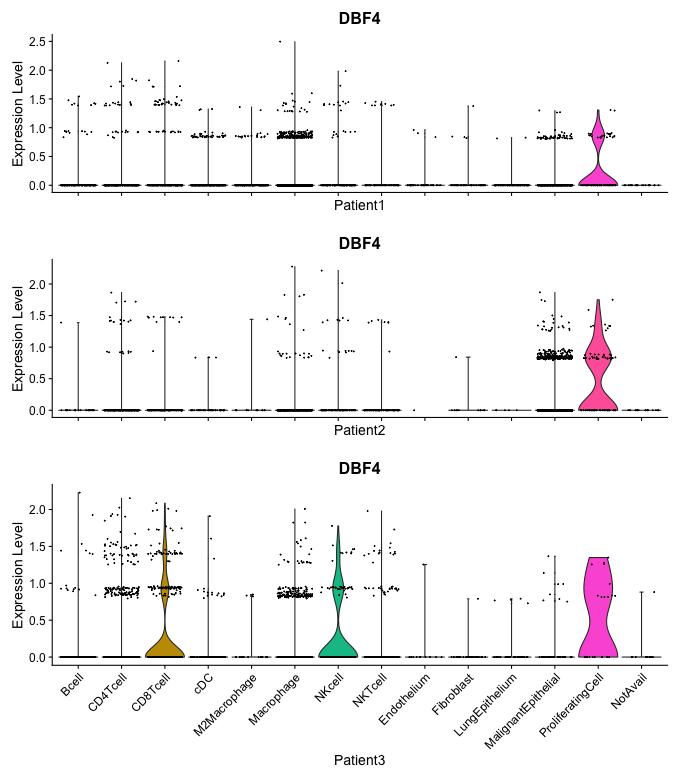 DBF4
Expression Level
2.5
2.0
1.5
1.0
0.5
0.0
Patient1
DBF4
Expression Level
2.0
1.5
1.0
0.5
0.0
Patient2
DBF4
Expression Level
2.0
1.5
1.0
0.5
0.0
Bcell
CD4Tcell
CD8Tcell
cDC
M2Macrophage
Macrophage
NKcell
NKTcell
Endothelium
Fibroblast
LungEpithelium
MalignantEpithelial
ProliferatingCell
NotAvail
Patient3